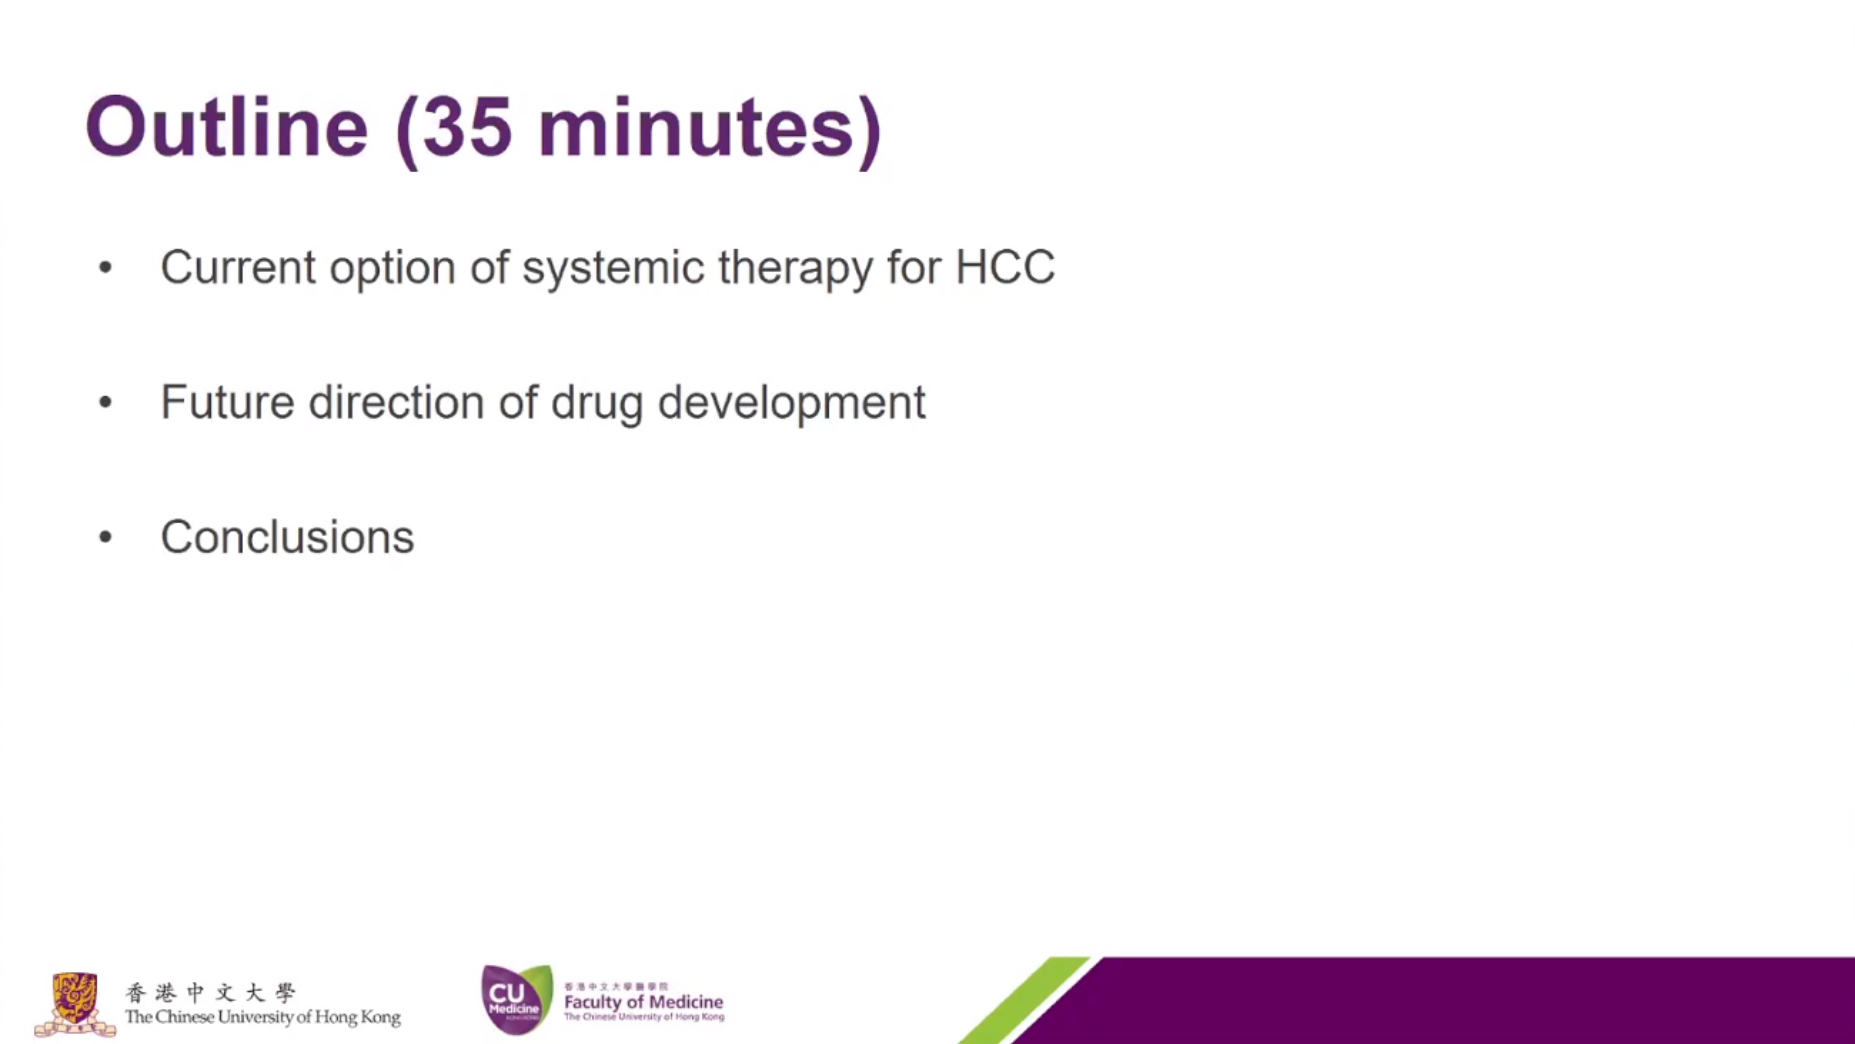 Outline (35 minutes)
• Current option of systemic therapy for HCC
• Future direction of drug development
• Conclusions
香港中文大學
The Chinese University of Hong Kong
CU
Medicine
HONG KONG
香港中文大學醫學院
Faculty of Medicine
The Chinese University of Hong Kong